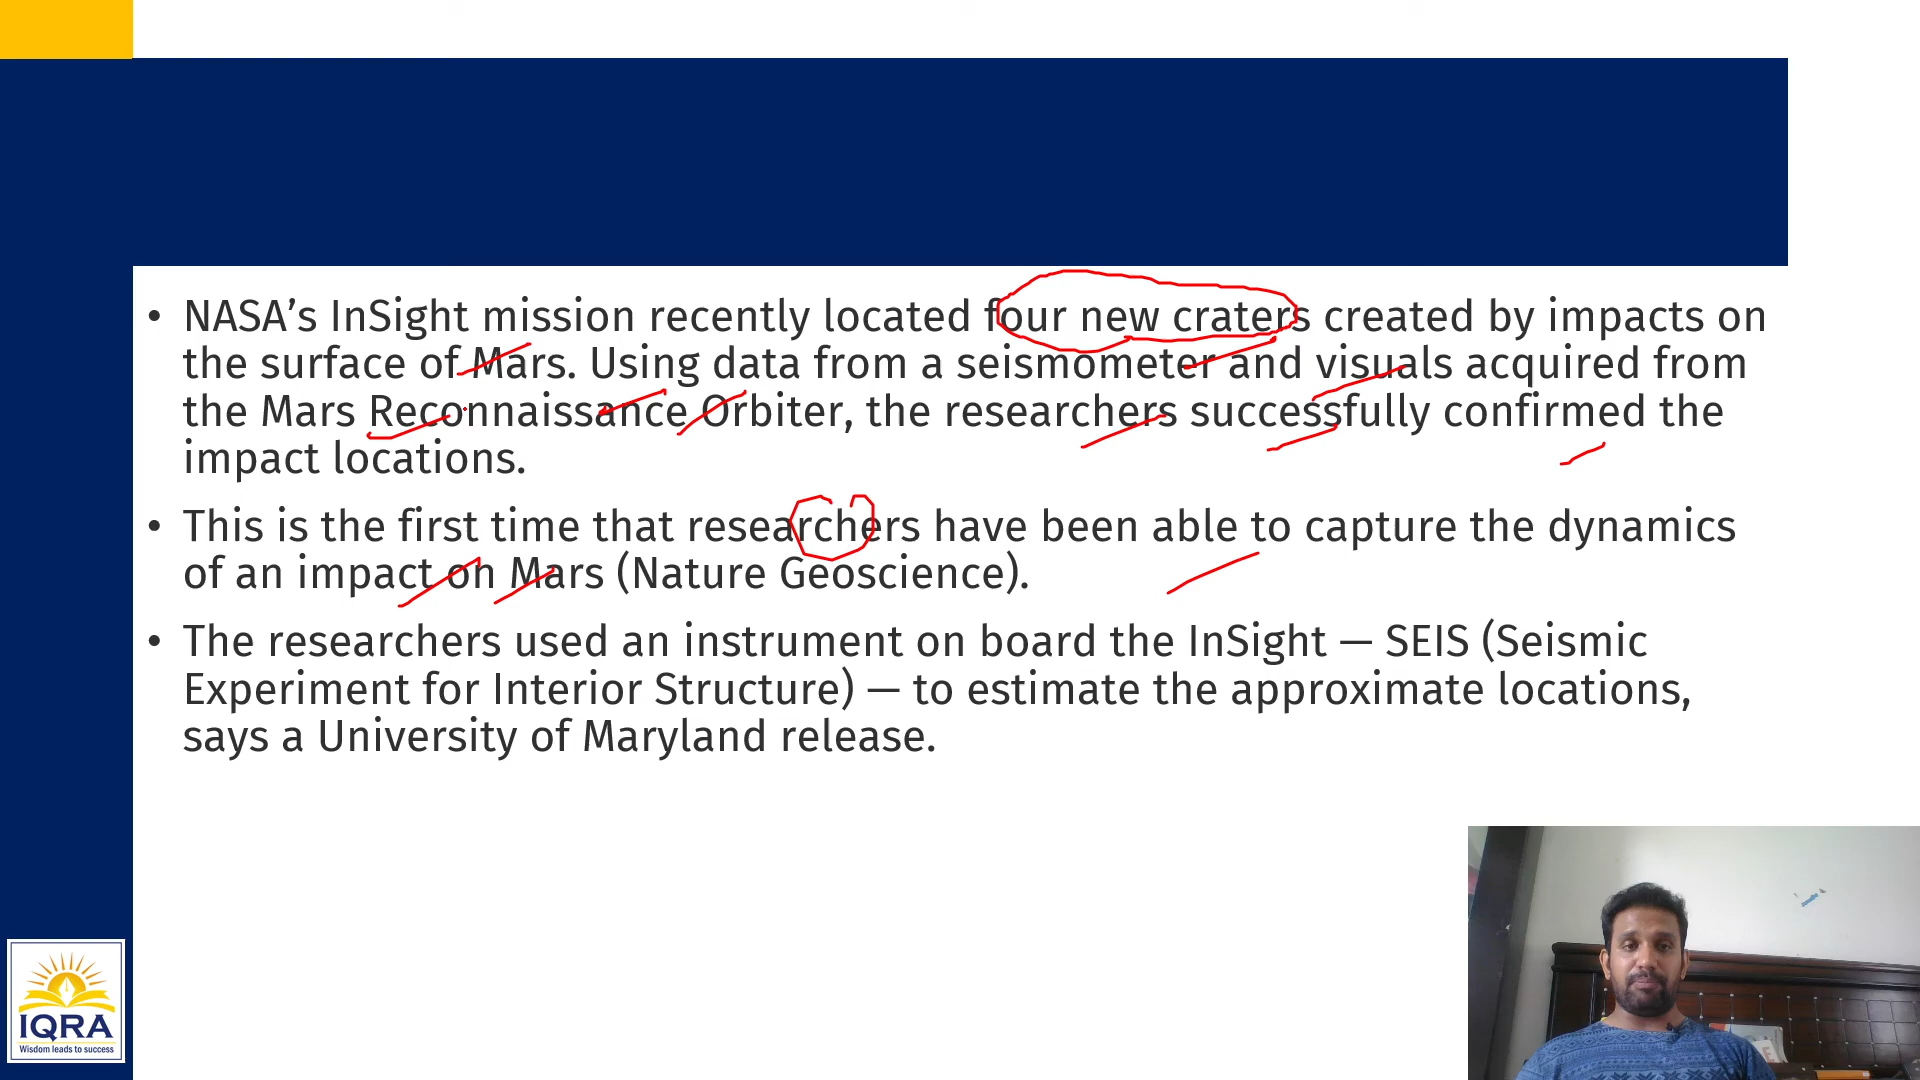 • NASA’s InSight mission recently located four new craters created by impacts on
the surface of Mars. Using data from a seismometer and visuals acquired from
the Mars Reconnaissance Orbiter, the researchers successfully confirmed the
impact locations.
• This is the first time that researchers have been able to capture the dynamics
of an impact on Mars (Nature Geoscience).
• The researchers used an instrument on board the InSight — SEIS (Seismic
Experiment for Interior Structure) — to estimate the approximate locations,
says a University of Maryland release.
IQRA
Wisdom leads to success